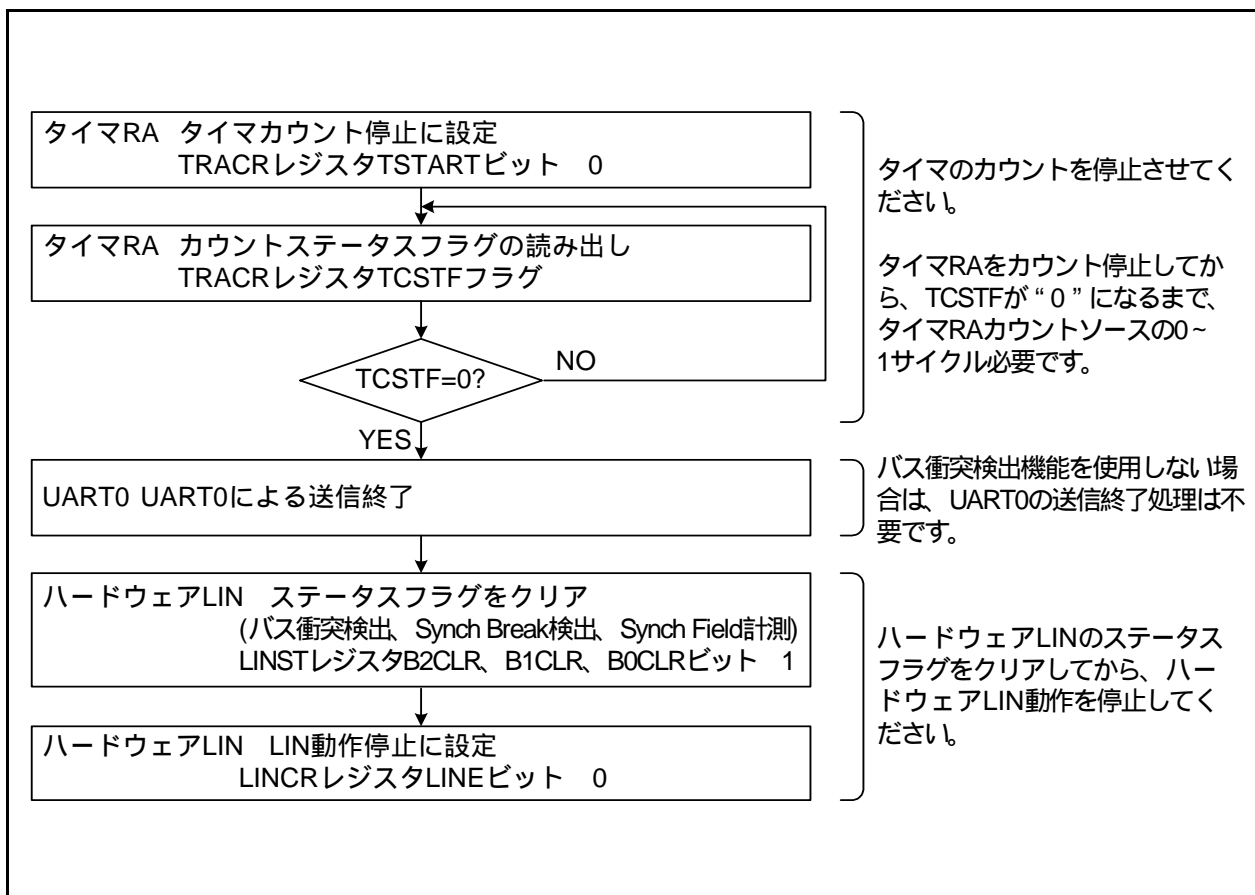 タイマRA タイマカウント停止に設定
TRACRレジスタTSTARTビット 0
タイマRA カウントステータスフラグの読み出し
TRACRレジスタTCSTFフラグ
TCSTF=0?
NO
YES
UART0 UART0による送信終了
ハードウェアLIN ステータスフラグをクリア
(バス衝突検出、Synch Break検出、Synch Field計測)
LINSTレジスタB2CLR、B1CLR、B0CLRビット 1
ハードウェアLIN LIN動作停止に設定
LINCRレジスタLINEビット 0
タイマのカウントを停止させてく
ださい。
タイマRAをカウント停止してか
ら、TCSTFが“0”になるまで、
タイマRAカウントソースの0~
1サイクル必要です。
バス衝突検出機能を使用しない場
合は、UART0の送信終了処理は不
要です。
ハードウェアLINのステータス
フラグをクリアしてから、ハー
ドウェアLIN動作を停止してく
ださい。